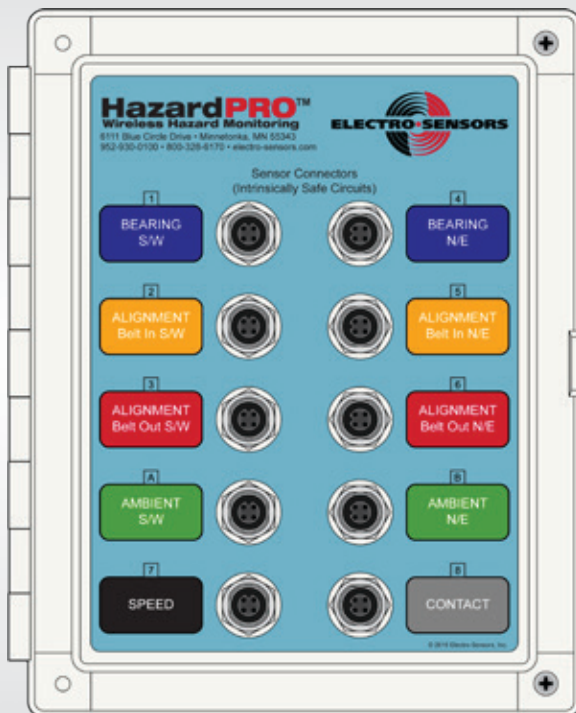 HazardPRO™
Wireless Hazard Monitoring
6111 Blue Circle Drive • Minnetonka, MN 55343
952-930-0100 • 800-328-6170 • electro-sensors.com
ELECTRO•SENSORS
Sensor Connectors
(Intrinsically Safe Circuits)
1
BEARING
S/W
4
BEARING
N/E
2
ALIGNMENT
Belt In S/W
5
ALIGNMENT
Belt In N/E
3
ALIGNMENT
Belt Out S/W
6
ALIGNMENT
Belt Out N/E
A
AMBIENT
S/W
B
AMBIENT
N/E
7
SPEED
8
CONTACT
Electro-Sensors, Inc.